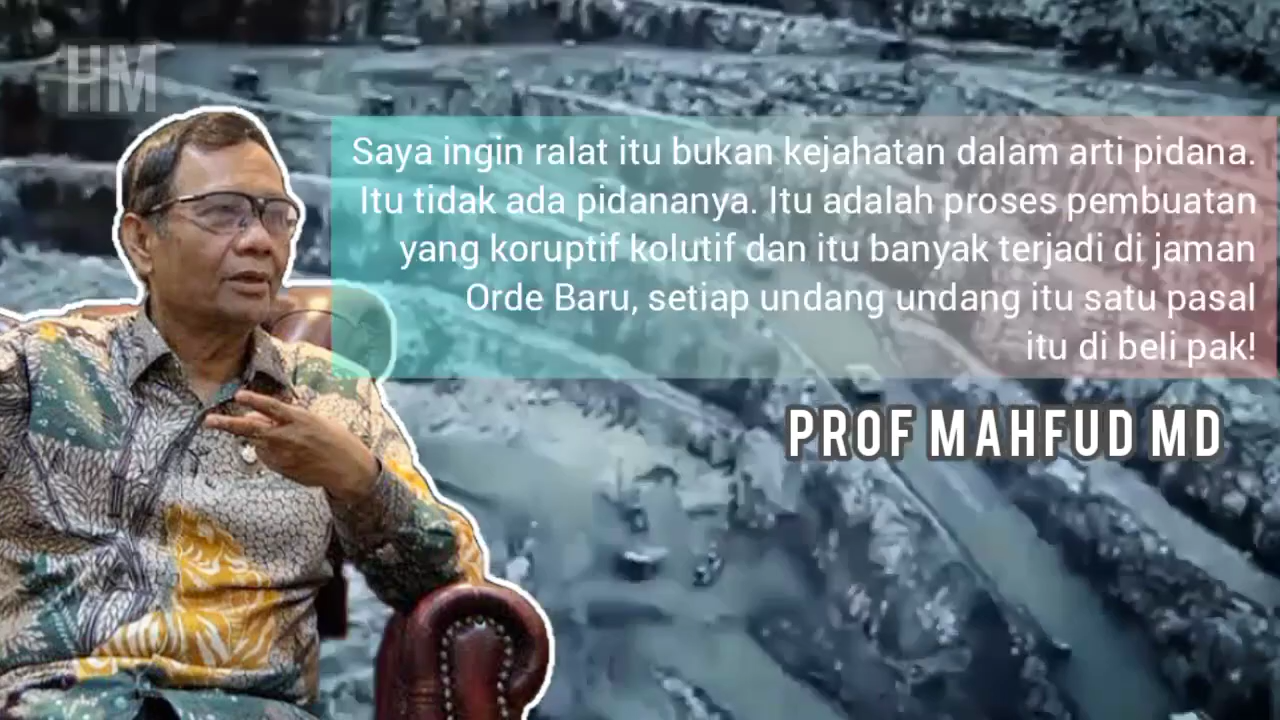 HM
Saya ingin ralat itu bukan kejahatan dalam arti pidana.
Itu tidak ada pidananya. Itu adalah proses pembuatan
yang koruptif kolutif dan itu banyak terjadi di jaman
Orde Baru, setiap undang undang itu satu pasal
itu di beli pak!
PROF MAHFUD MD